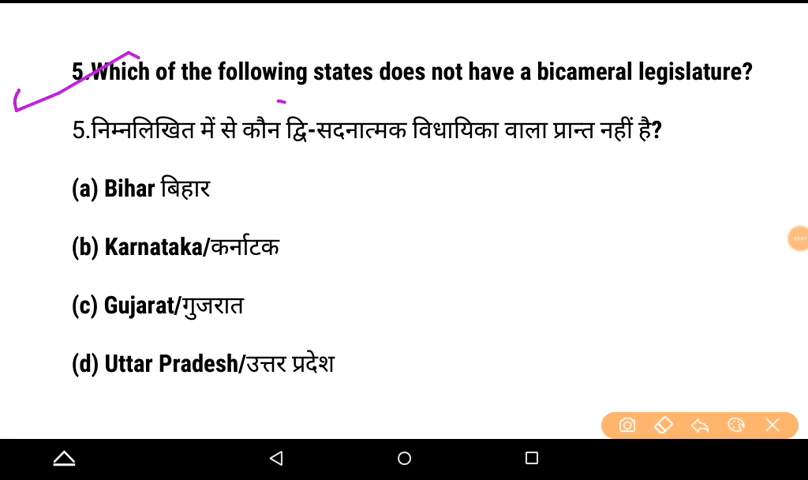 5.Which of the following states does not have a bicameral legislature?
5.निम्नलिखित में से कौन द्वि-सदनात्मक विधायिका वाला प्रान्त नहीं है?
(a) Bihar बिहार
(b) Karnataka/कर्नाटक
(c) Gujarat/गुजरात
(d) Uttar Pradesh/उत्तर प्रदेश